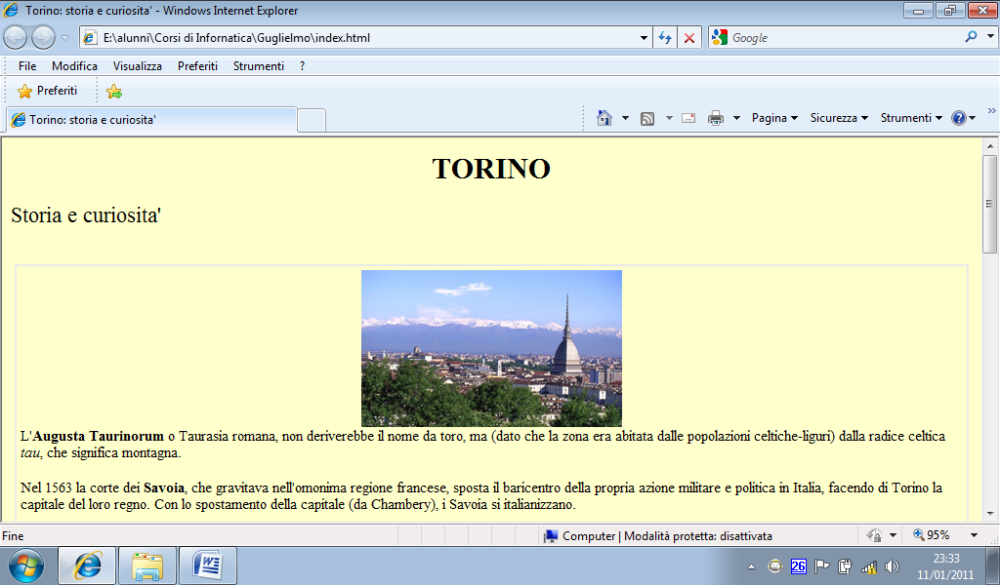 Torino: storia e curiosita' - Windows Internet Explorer
E:\alunni\Corsi di Infornatica\Guglielmo\index.html
Google
File Modifica Visualizza Preferiti Strumenti ?
Preferiti
Torino: storia e curiosita'
Pagina Sicurezza Strumenti
TORINO
Storia e curiosita'
L'Augusta Taurinorum o Taurasia romana, non deriverebbe il nome da toro, ma (dato che la zona era abitata dalle popolazioni celtiche-liguri) dalla radice celtica
tau, che significa montagna.
Nel 1563 la corte dei Savoia, che gravitava nell'omonima regione francese, sposta il baricentro della propria azione militare e politica in Italia, facendo di Torino la
capitale del loro regno. Con lo spostamento della capitale (da Chambery), i Savoia si italianizzano.
Fine
Computer | Modalità protetta: disattivata
95%
26
23:33
11/01/2011